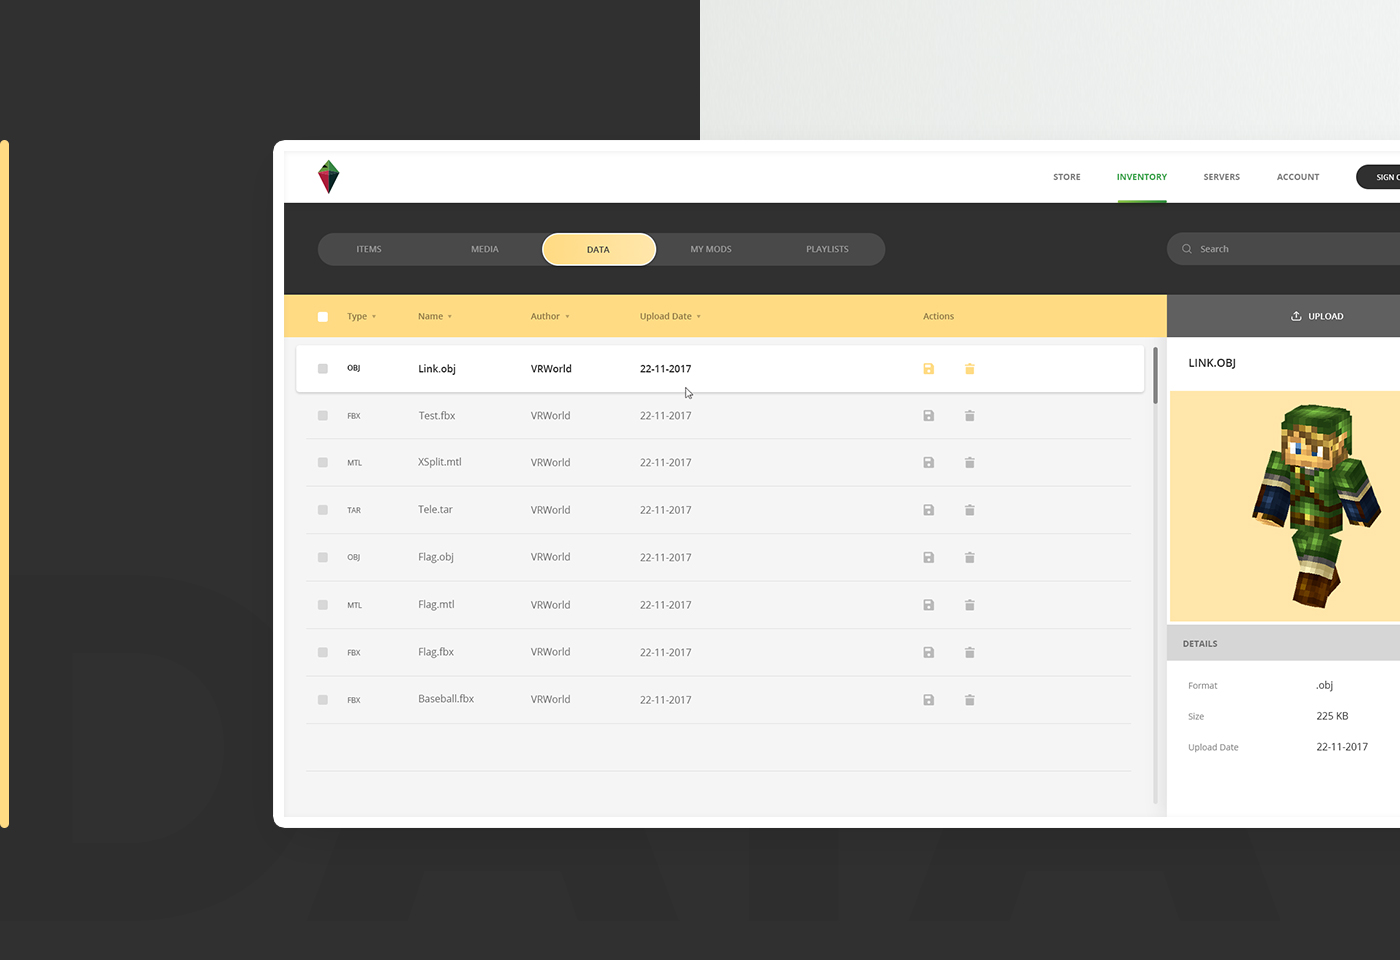 STORE INVENTORY SERVERS ACCOUNT SIGN
ITEMS MEDIA DATA MY MODS PLAYLISTS Search
Type Name Author Upload Date Actions UPLOAD
OBJ Link.obj VRWorld 22-11-2017
LINK.OBJ
FBX Test.fbx VRWorld 22-11-2017
MTL XSplit.mtl VRWorld 22-11-2017
TAR Tele.tar VRWorld 22-11-2017
OBJ Flag.obj VRWorld 22-11-2017
MTL Flag.mtl VRWorld 22-11-2017
FBX Flag.fbx VRWorld 22-11-2017
FBX Baseball.fbx VRWorld 22-11-2017
DETAILS
Format .obj
Size 225 KB
Upload Date 22-11-2017
DATA